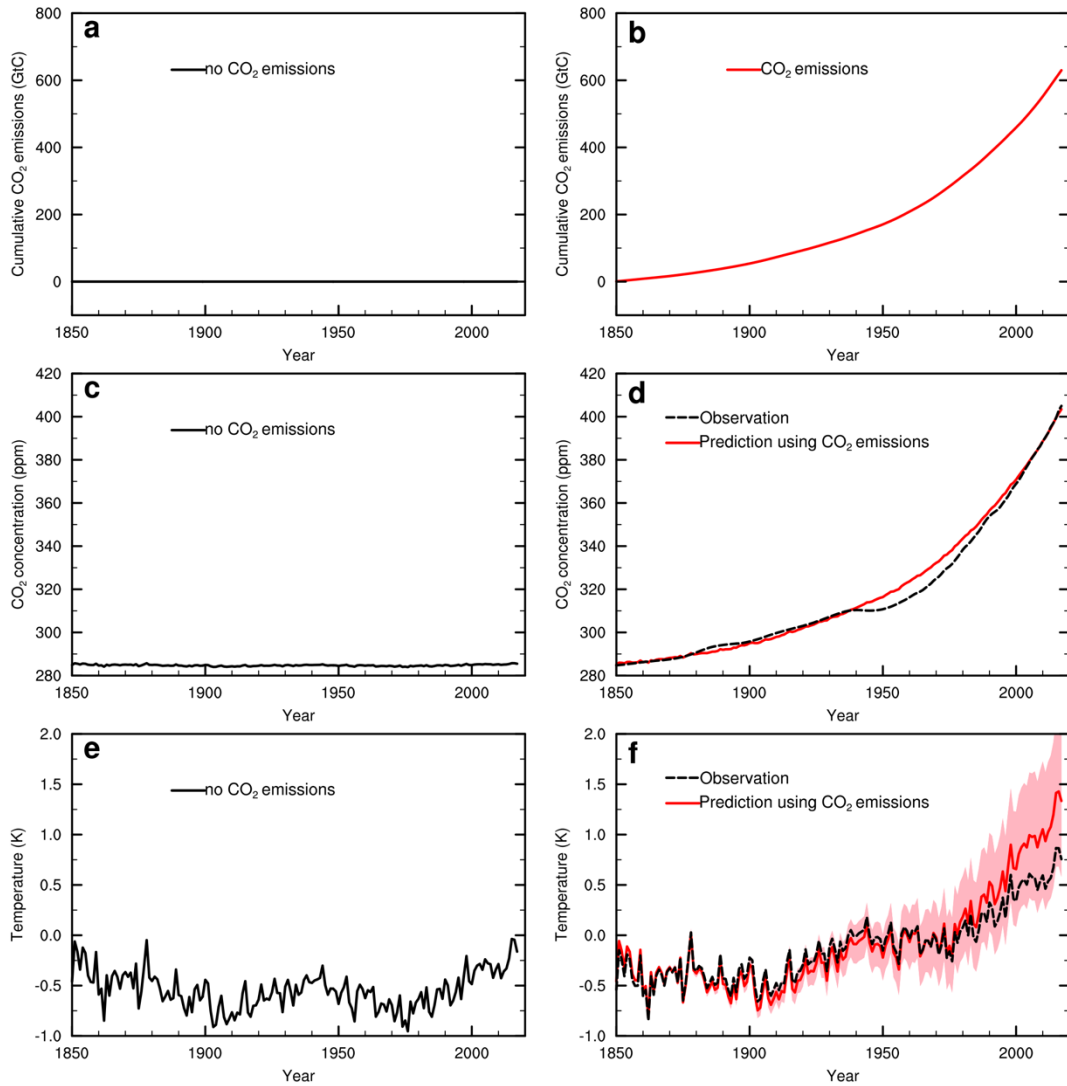 a
no CO₂ emissions
Cumulative CO₂ emissions (GtC)
800
600
400
200
0
1850 1900 1950 2000
Year
b
CO₂ emissions
Cumulative CO₂ emissions (GtC)
800
600
400
200
0
1850 1900 1950 2000
Year
c
no CO₂ emissions
CO₂ concentration (ppm)
420
400
380
360
340
320
300
280
1850 1900 1950 2000
Year
d
Observation
Prediction using CO₂ emissions
CO₂ concentration (ppm)
420
400
380
360
340
320
300
280
1850 1900 1950 2000
Year
e
no CO₂ emissions
Temperature (K)
2.0
1.5
1.0
0.5
0.0
-0.5
-1.0
1850 1900 1950 2000
Year
f
Observation
Prediction using CO₂ emissions
Temperature (K)
2.0
1.5
1.0
0.5
0.0
-0.5
-1.0
1850 1900 1950 2000
Year